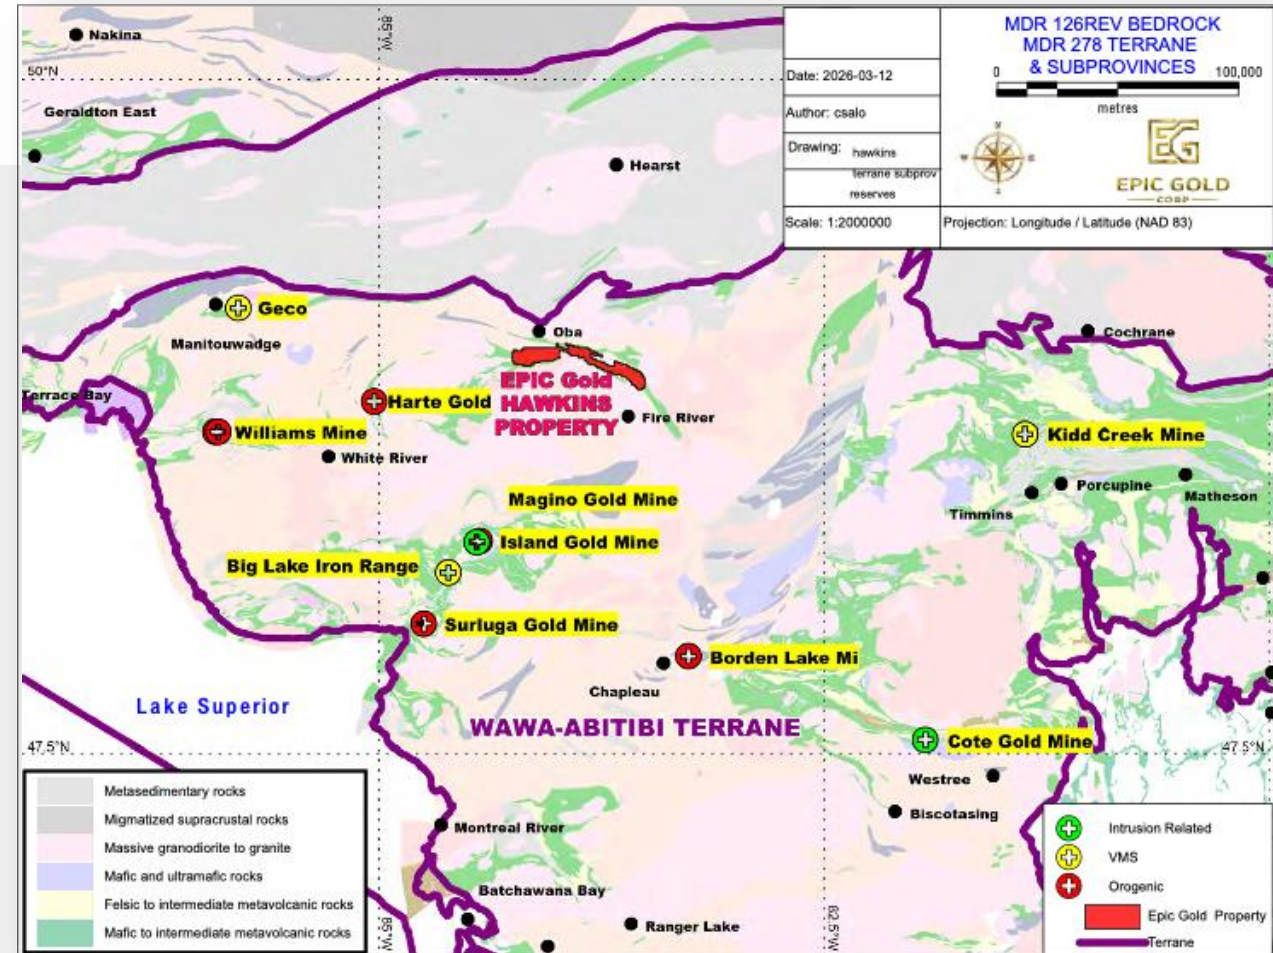 Nakina
85°W
50°N
Geraldton East
Hearst
Date: 2026-03-12
Author: csalo
Drawing: hawkins
terrane subprov
reserves
Scale: 1:2000000
MDR 126REV BEDROCK
MDR 278 TERRANE
& SUBPROVINCES
0 100,000
metres
EG
EPIC GOLD
CORP
Projection: Longitude / Latitude (NAD 83)
Geco
Manitouwadge
Oba
Cochrane
Terrace Bay
Harte Gold
EPIC Gold
HAWKINS
PROPERTY
Fire River
Williams Mine
White River
Kidd Creek Mine
Porcupine
Matheson
Timmins
Magino Gold Mine
Island Gold Mine
Big Lake Iron Range
Surluga Gold Mine
Borden Lake Mi
Chapleau
Lake Superior
WAWA-ABITIBI TERRANE
Cote Gold Mine
47.5°N
47.5°N
Westree
Biscotasing
Montreal River
Batchawana Bay
Ranger Lake
85°W
82.5°W
Metasedimentary rocks
Migmatized supracrustal rocks
Massive granodiorite to granite
Mafic and ultramafic rocks
Felsic to intermediate metavolcanic rocks
Mafic to intermediate metavolcanic rocks
Intrusion Related
VMS
Orogenic
Epic Gold Property
Terrane